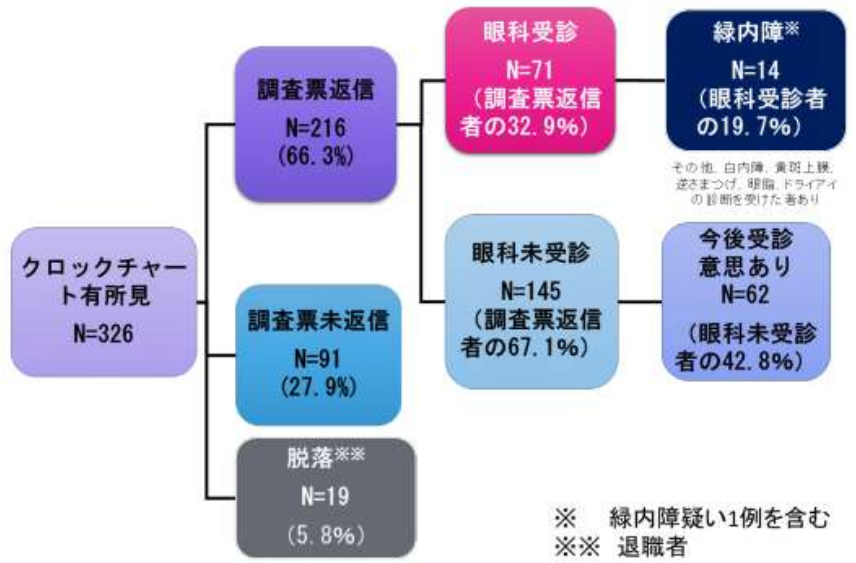 クロックチャー
ト有所見
N=326
調査票返信
N=216
(66.3%)
調査票未返信
N=91
(27.9%)
脱落※※
N=19
(5.8%)
眼科受診
N=71
(調査票返信
者の32.9%)
眼科未受診
N=145
(調査票返信
者の67.1%)
緑内障※
N=14
(眼科受診者
の19.7%)
その他、白内障、黄斑上膜、
逆さまつげ、眼脂、ドライアイ
の診断を受けた者あり
今後受診
意思あり
N=62
(眼科未受診
者の42.8%)
※ 緑内障疑い1例を含む
※※ 退職者